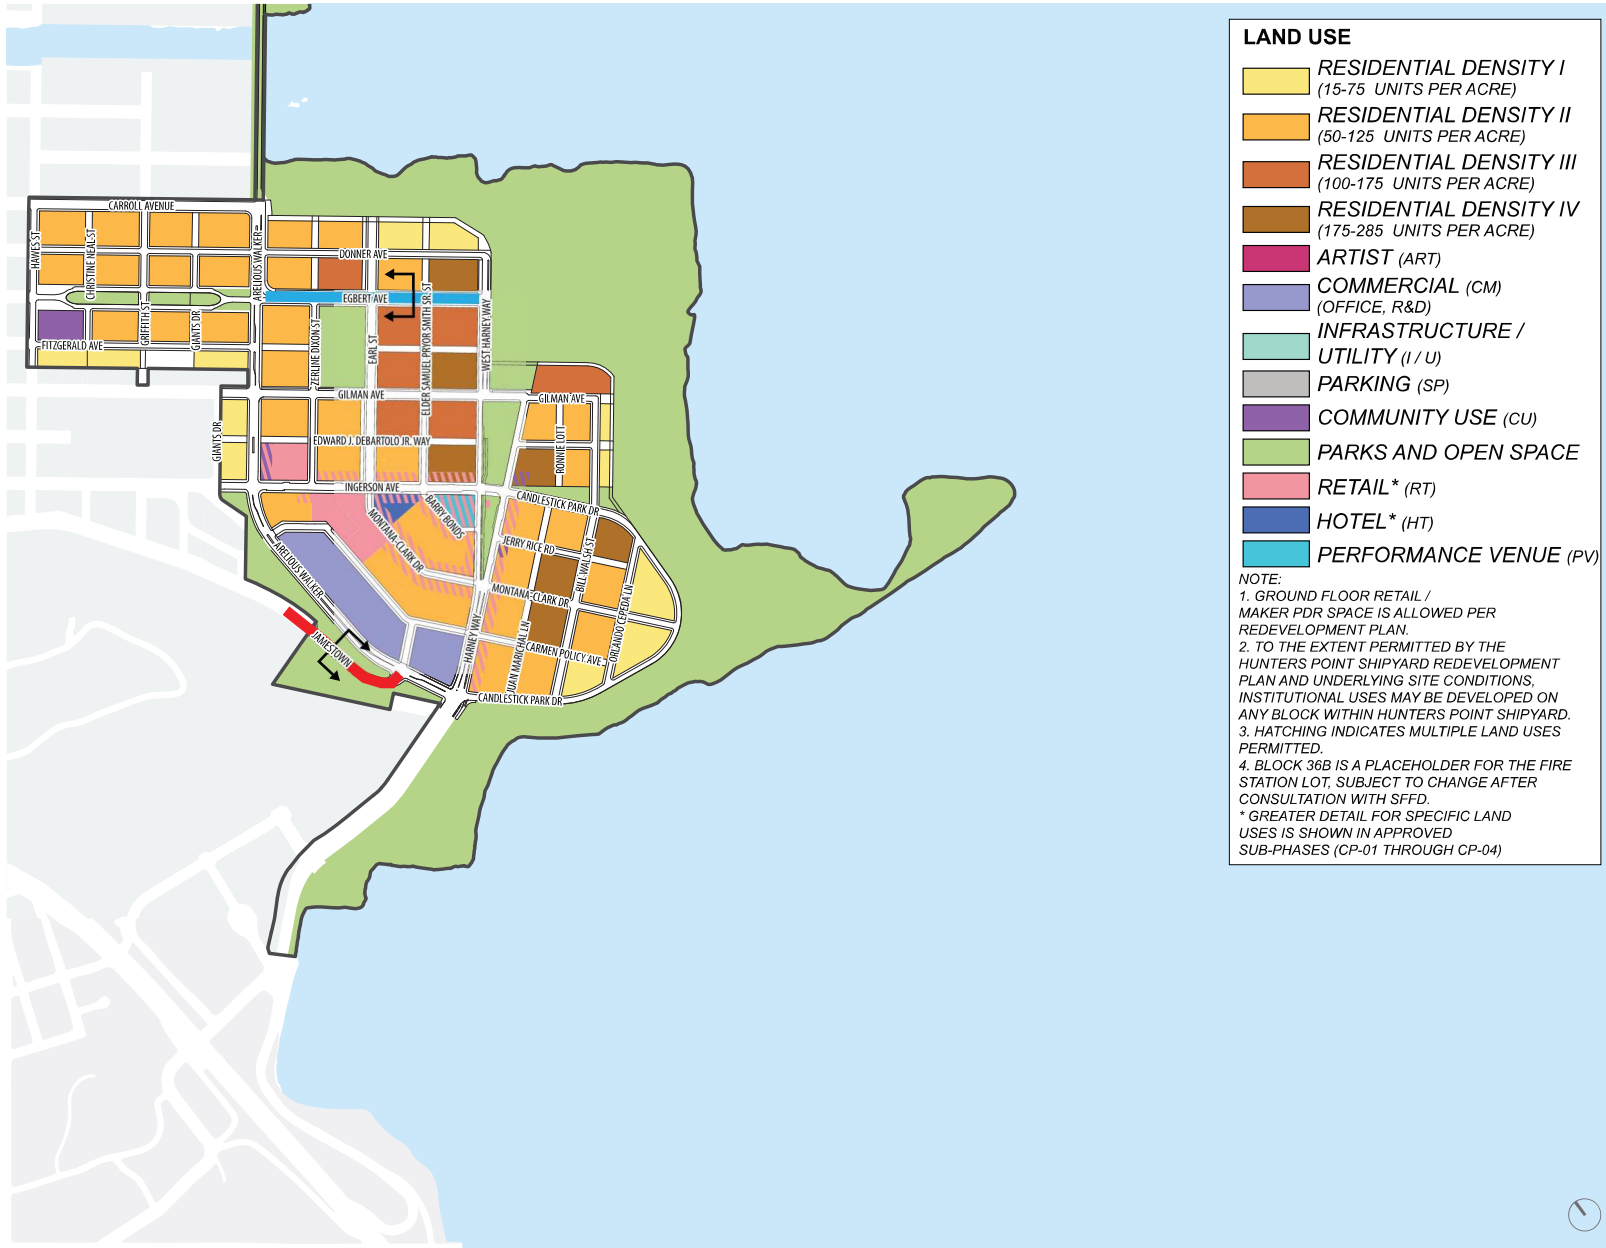 CARROLL AVENUE
HAWES ST
CHRISTINE NEAL ST
ARELIOUS WALKER
DONNER AVE
EGBERT AVE
GRIFFITH ST
GIANTS DR
FITZGERALD AVE
ZERLINE DIXON ST
EARL ST
ELDER SAMUEL PRYOR SMITH SR. ST
WEST HARNEY WAY
GILMAN AVE
GILMAN AVE
GIANTS DR
EDWARD J. DEBARTOLO JR. WAY
RONNIE LOTT
INGERSON AVE
CANDLESTICK PARK DR
BARRY BONDS
MONTANA-CLARK DR
JERRY RICE RD
BILL WALSH ST
ARELIOUS WALKER
MONTANA-CLARK DR
ORLANDO CEPEDA LN
JAMESTOWN
HARNEY WAY
JUAN MARICHAL LN
CARMEN POLICY AVE
CANDLESTICK PARK DR
LAND USE
RESIDENTIAL DENSITY I
(15-75 UNITS PER ACRE)
RESIDENTIAL DENSITY II
(50-125 UNITS PER ACRE)
RESIDENTIAL DENSITY III
(100-175 UNITS PER ACRE)
RESIDENTIAL DENSITY IV
(175-285 UNITS PER ACRE)
ARTIST (ART)
COMMERCIAL (CM)
(OFFICE, R&D)
INFRASTRUCTURE /
UTILITY (I / U)
PARKING (SP)
COMMUNITY USE (CU)
PARKS AND OPEN SPACE
RETAIL* (RT)
HOTEL* (HT)
PERFORMANCE VENUE (PV)
NOTE:
1. GROUND FLOOR RETAIL /
MAKER PDR SPACE IS ALLOWED PER
REDEVELOPMENT PLAN.
2. TO THE EXTENT PERMITTED BY THE
HUNTERS POINT SHIPYARD REDEVELOPMENT
PLAN AND UNDERLYING SITE CONDITIONS,
INSTITUTIONAL USES MAY BE DEVELOPED ON
ANY BLOCK WITHIN HUNTERS POINT SHIPYARD.
3. HATCHING INDICATES MULTIPLE LAND USES
PERMITTED.
4. BLOCK 36B IS A PLACEHOLDER FOR THE FIRE
STATION LOT, SUBJECT TO CHANGE AFTER
CONSULTATION WITH SFFD.
* GREATER DETAIL FOR SPECIFIC LAND
USES IS SHOWN IN APPROVED
SUB-PHASES (CP-01 THROUGH CP-04)